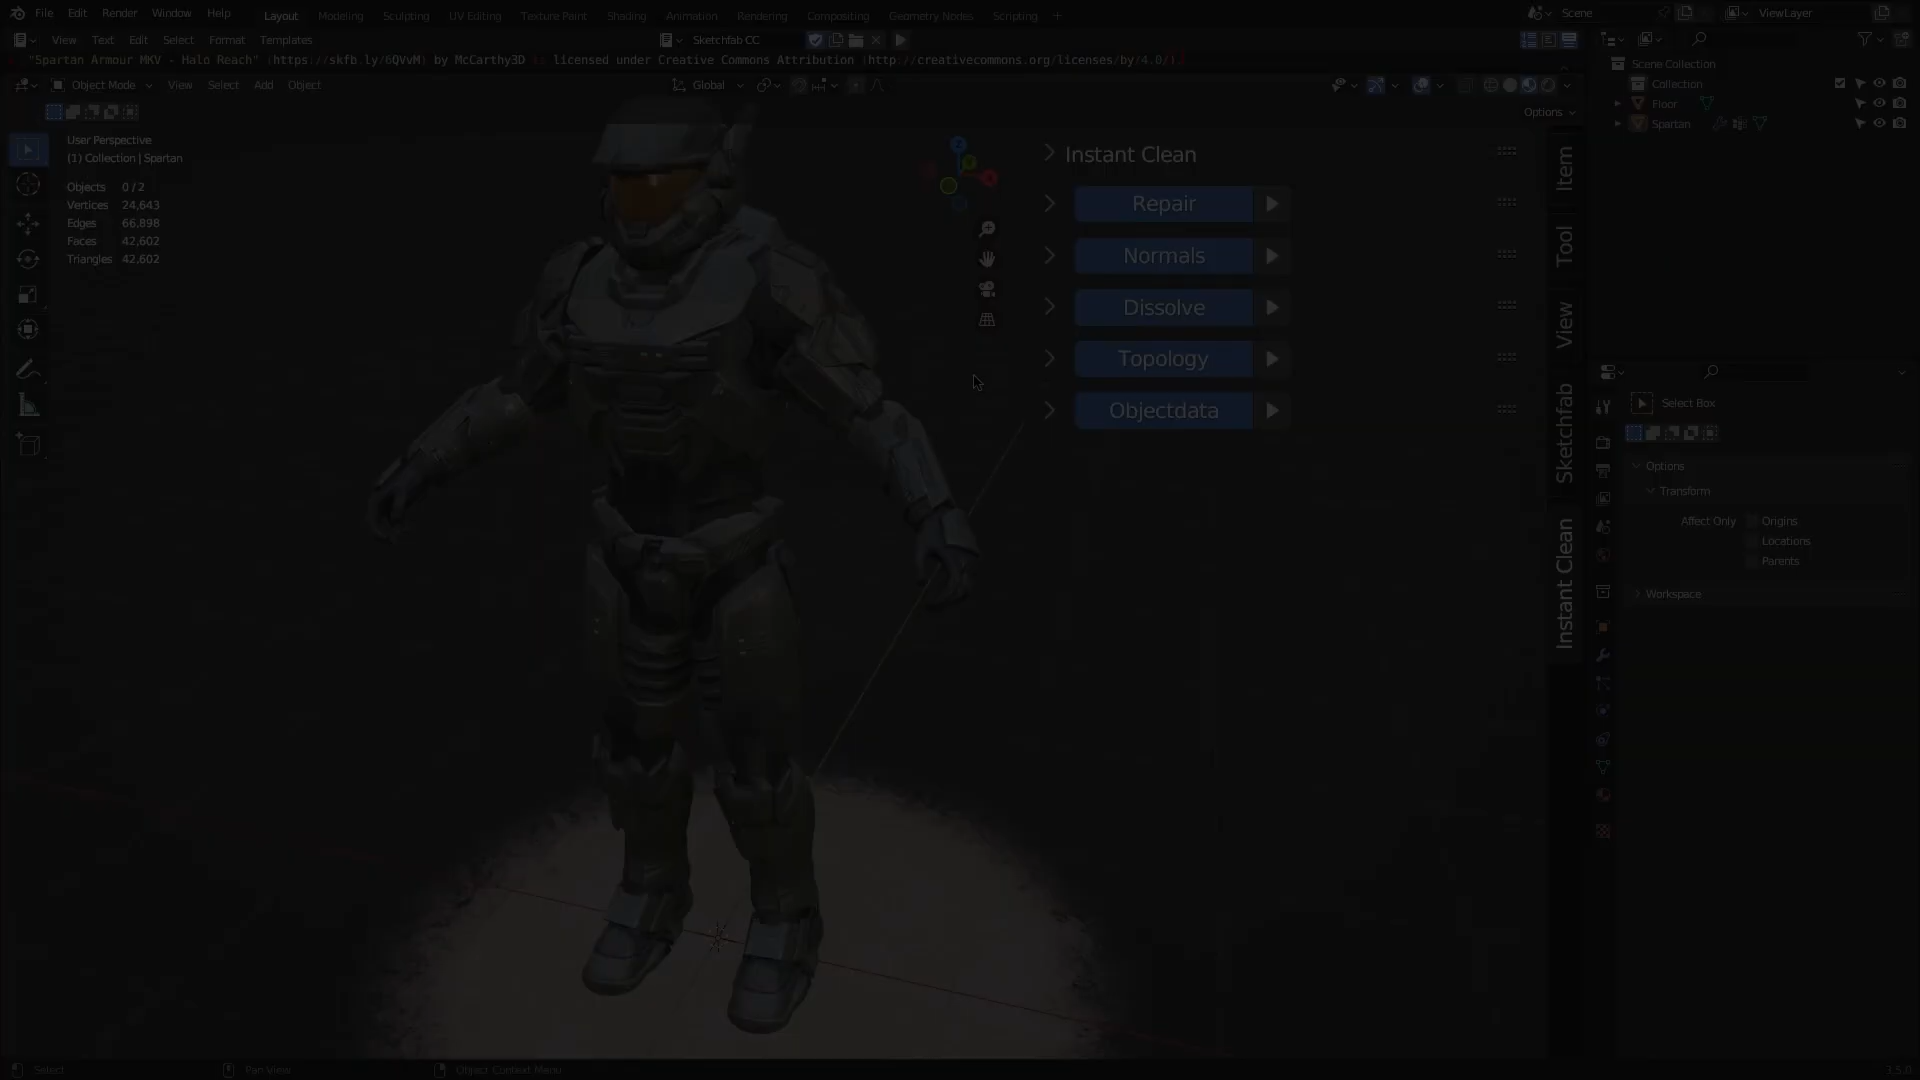 File Edit Render Window Help Layout Modeling Sculpting UV Editing Texture Paint Shading Animation Rendering Compositing Geometry Nodes Scripting + Scene ViewLayer
View Text Edit Select Format Templates Sketchfab CC
"Spartan Armour MKV - Halo Reach" (https://skfb.ly/6QVvM) by McCarthy3D is licensed under Creative Commons Attribution (http://creativecommons.org/licenses/by/4.0/).
Scene Collection
Object Mode View Select Add Object Global
Collection
Floor
Options
Spartan
User Perspective
(1) Collection | Spartan
Objects 0/2
Vertices 24,643
Edges 66,898
Faces 42,602
Triangles 42,602
Instant Clean
Repair
Normals
Dissolve
Topology
Objectdata
Item
Tool
View
Sketchfab
Instant Clean
Select Box
Options
Transform
Affect Only Origins
Locations
Parents
Workspace
Select Pan View Object Context Menu 3.5.0